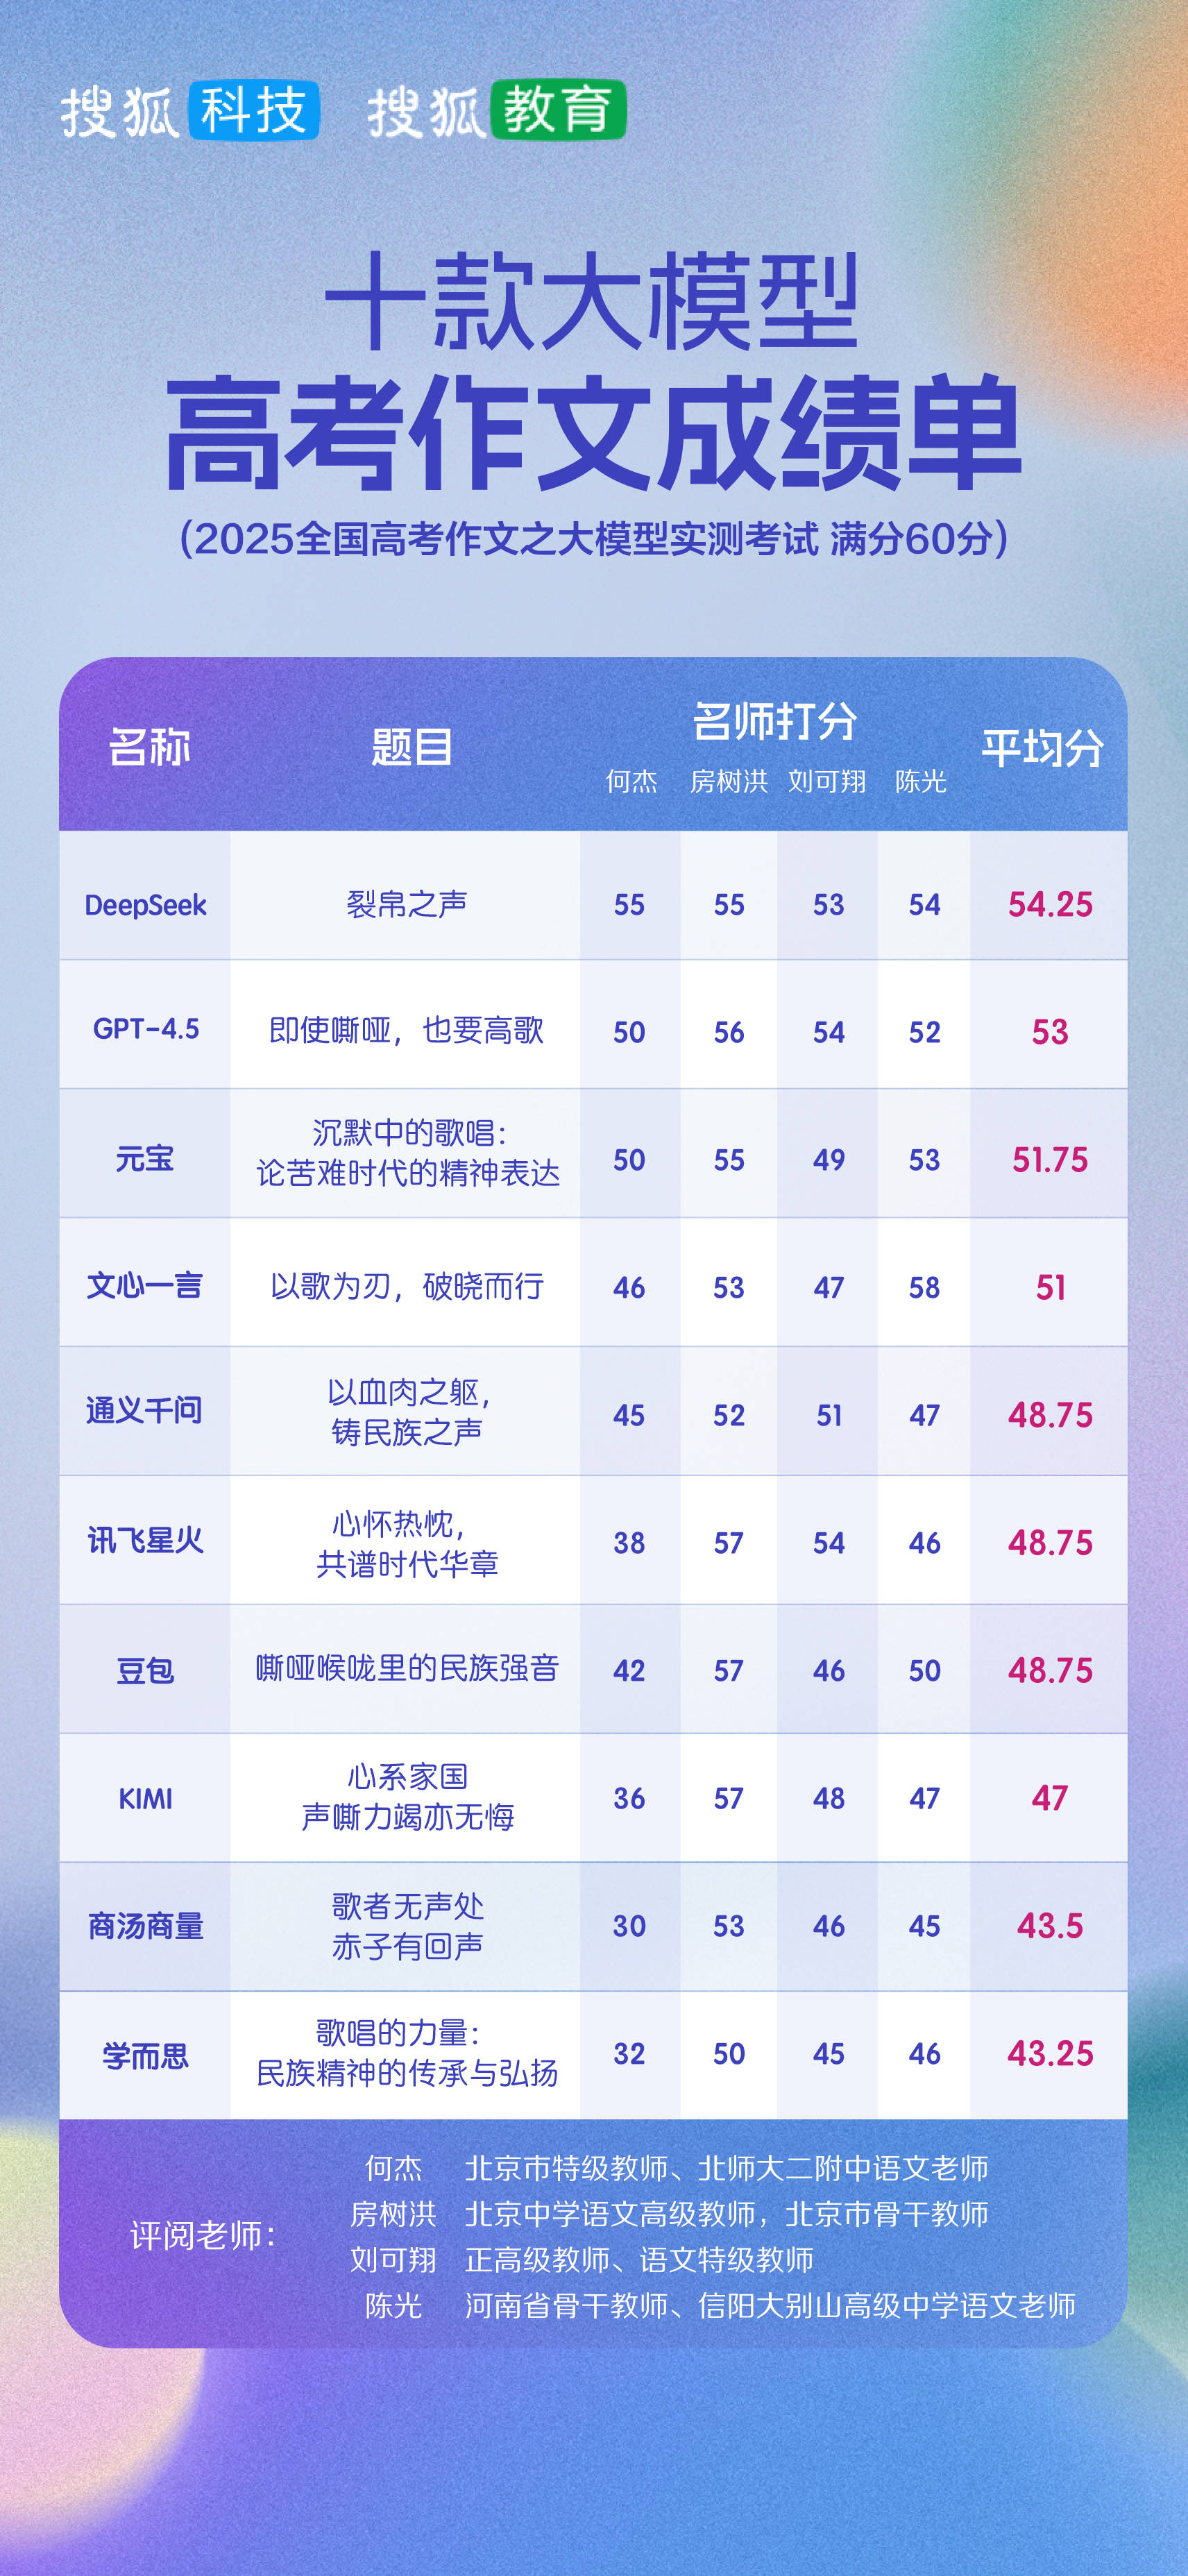 搜狐 科技 搜狐 教育
十款大模型
高考作文成绩单
（2025全国高考作文之大模型实测考试 满分60分）
名称 题目 名师打分 平均分
何杰 房树洪 刘可翔 陈光
DeepSeek 裂帛之声 55 55 53 54 54.25
GPT-4.5 即使嘶哑，也要高歌 50 56 54 52 53
沉默中的歌唱：
元宝 论苦难时代的精神表达 50 55 49 53 51.75
文心一言 以歌为刃，破晓而行 46 53 47 58 51
以血肉之躯，
通义千问 铸民族之声 45 52 51 47 48.75
心怀热忱，
讯飞星火 共谱时代华章 38 57 54 46 48.75
豆包 嘶哑喉咙里的民族强音 42 57 46 50 48.75
心系家国
KIMI 声嘶力竭亦无悔 36 57 48 47 47
歌者无声处
商汤商量 赤子有回声 30 53 46 45 43.5
歌唱的力量：
学而思 民族精神的传承与弘扬 32 50 45 46 43.25
评阅老师：
何杰 北京市特级教师、北师大二附中语文老师
房树洪 北京中学语文高级教师，北京市骨干教师
刘可翔 正高级教师、语文特级教师
陈光 河南省骨干教师、信阳大别山高级中学语文老师